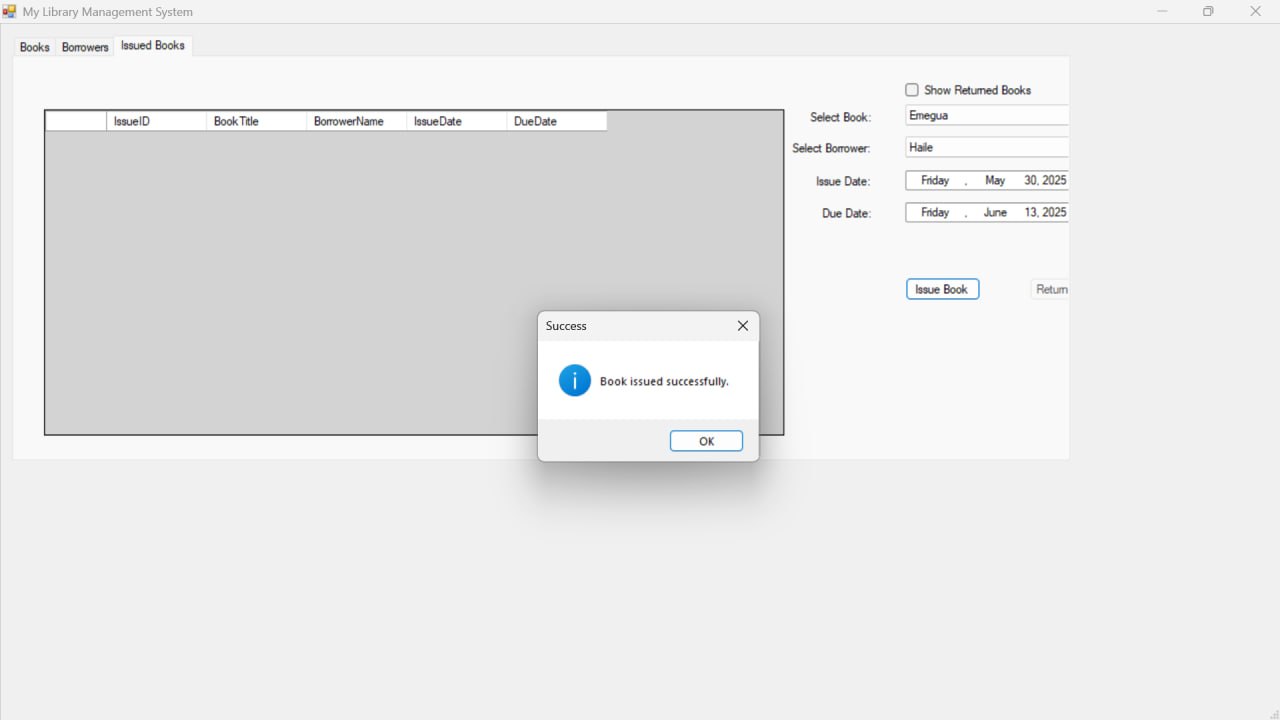 My Library Management System
Books Borrowers Issued Books
Show Returned Books
IssueID BookTitle BorrowerName IssueDate DueDate
Select Book: Emegua
Select Borrower: Haile
Issue Date: Friday , May 30, 2025
Due Date: Friday , June 13, 2025
Issue Book Return
Success
Book issued successfully.
OK